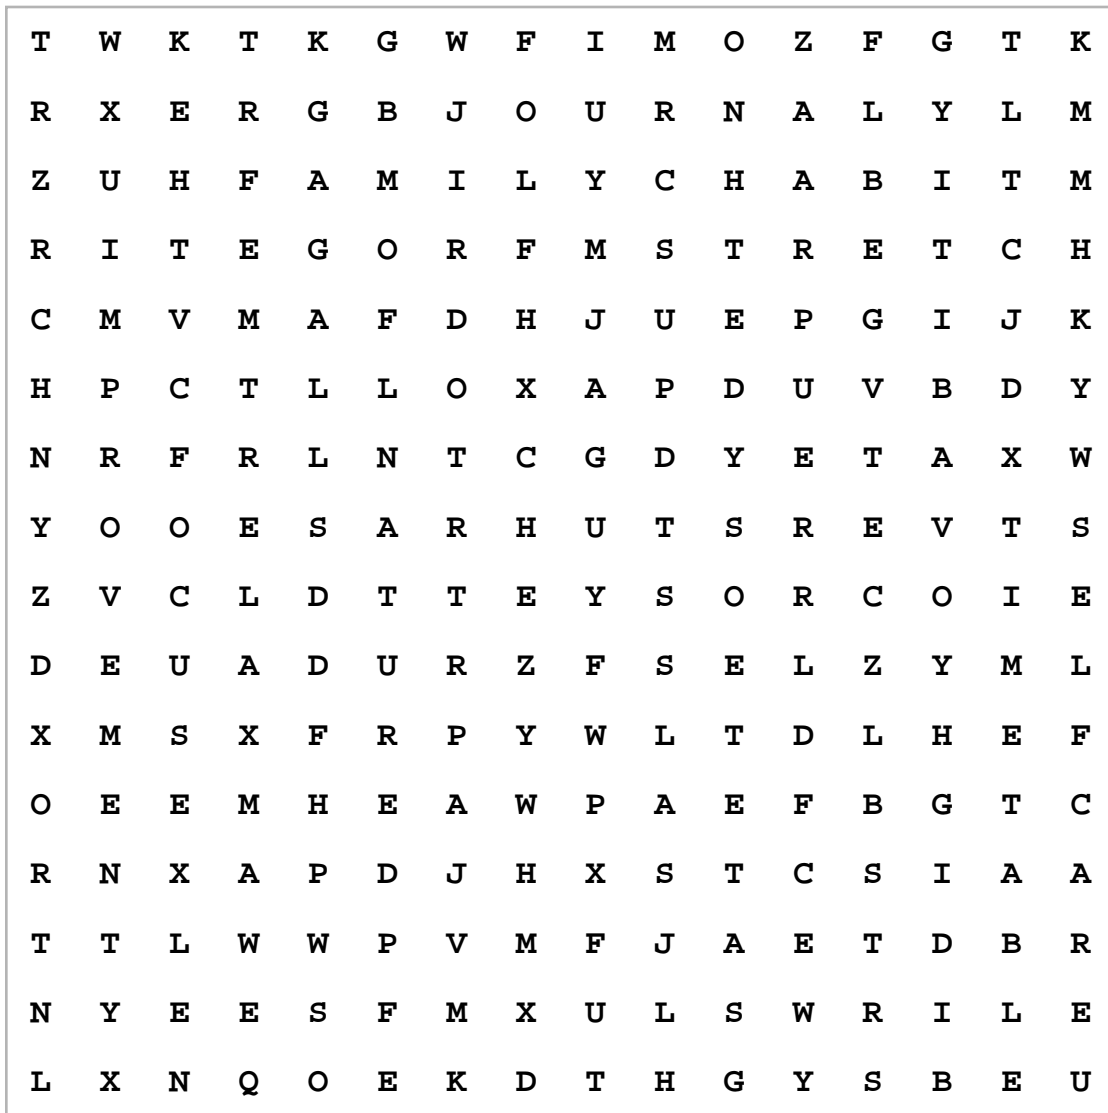 T W K T K G W F I M O Z F G T K
R X E R G B J O U R N A L Y L M
Z U H F A M I L Y C H A B I T M
R I T E G O R F M S T R E T C H
C M V M A F D H J U E P G I J K
H P C T L L O X A P D U V B D Y
N R F R L N T C G D Y E T A X W
Y O O E S A R H U T S R E V T S
Z V C L D T T E Y S O R C O I E
D E U A D U R Z F S E L Z Y M L
X M S X F R P Y W L T D L H E F
O E E M H E A W P A E F B G T C
R N X A P D J H X S T C S I A A
T T L W W P V M F J A E T D B R
N Y E E S F M X U L S W R I L E
L X N Q O E K D T H G Y S B E U